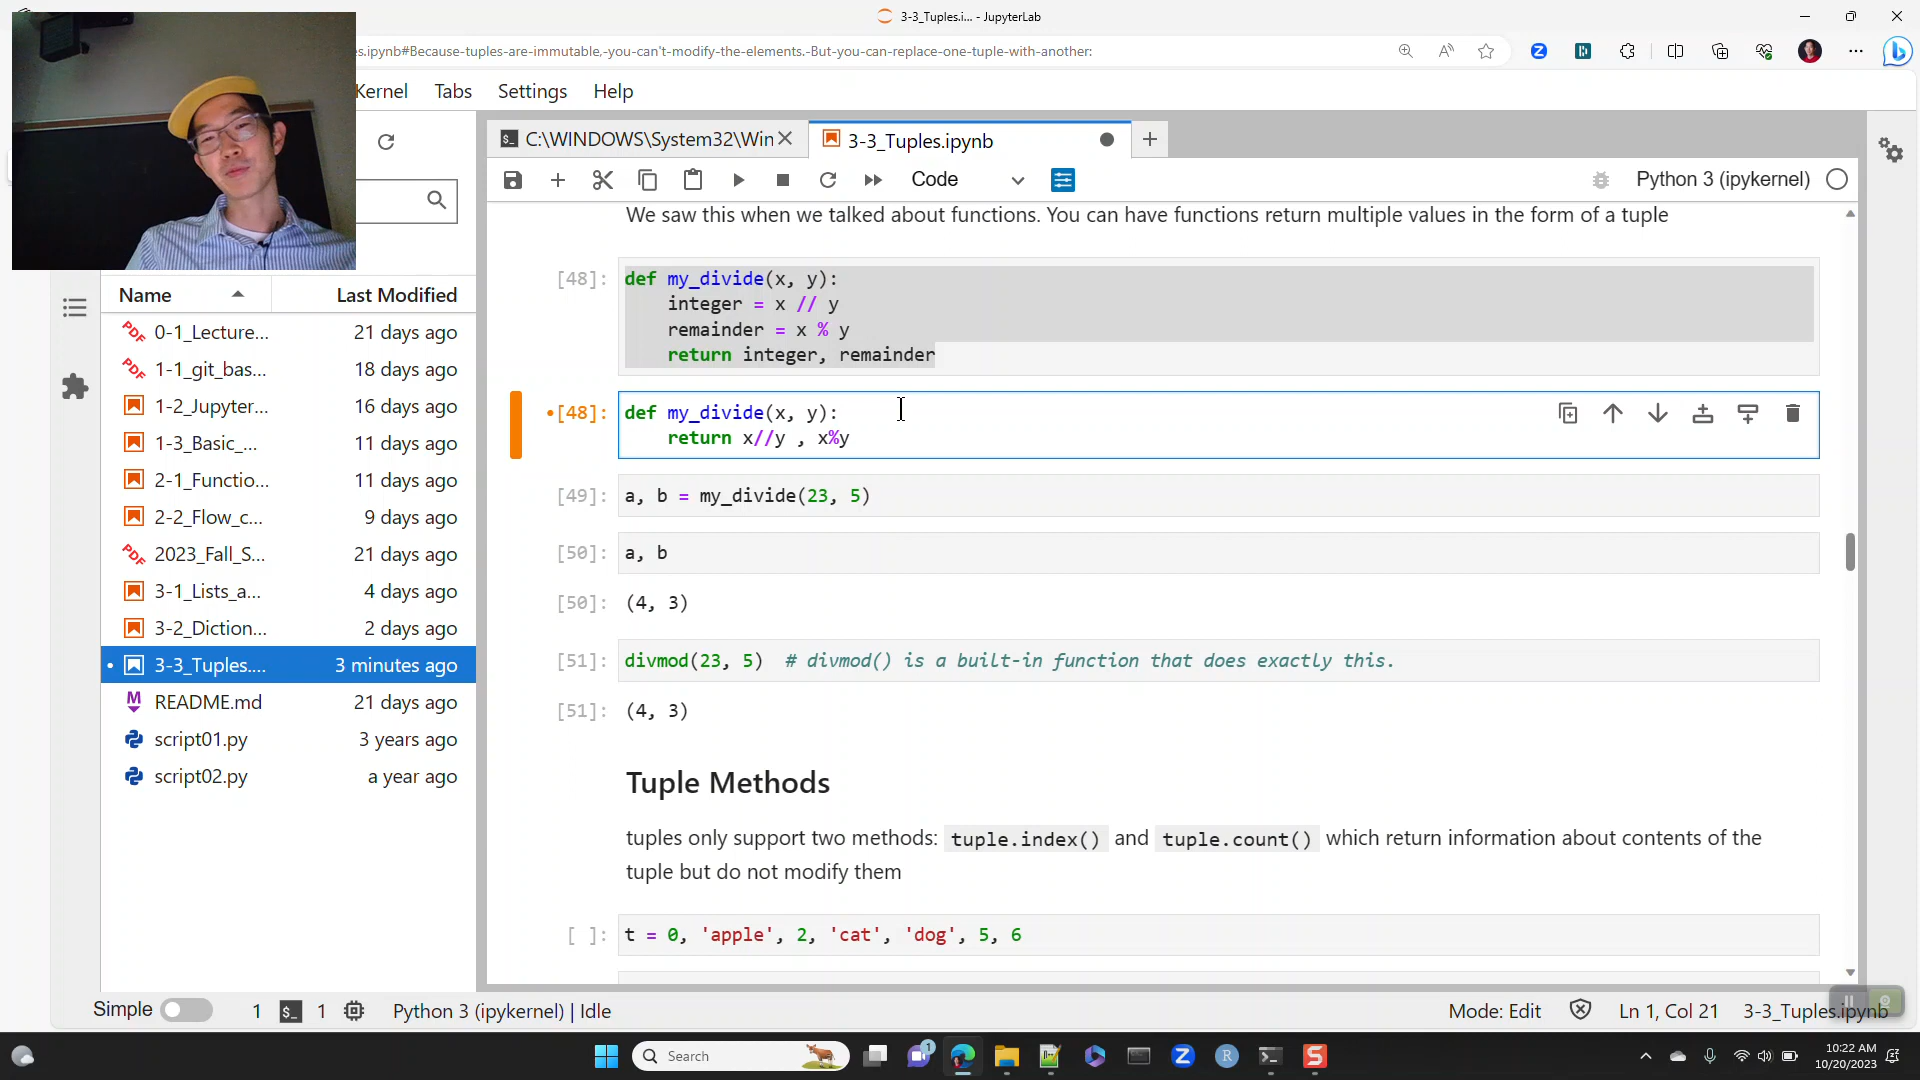 3-3_Tuples.i... - JupyterLab
es.ipynb#Because-tuples-are-immutable,-you-can't-modify-the-elements.-But-you-can-replace-one-tuple-with-another:
Kernel Tabs Settings Help
C:\WINDOWS\System32\Win
3-3_Tuples.ipynb
Code
Python 3 (ipykernel)
We saw this when we talked about functions. You can have functions return multiple values in the form of a tuple
[48]: def my_divide(x, y):
integer = x // y
remainder = x % y
return integer, remainder
[48]: def my_divide(x, y):
return x//y , x%y
[49]: a, b = my_divide(23, 5)
[50]: a, b
[50]: (4, 3)
[51]: divmod(23, 5)  # divmod() is a built-in function that does exactly this.
[51]: (4, 3)
Tuple Methods
tuples only support two methods: tuple.index() and tuple.count() which return information about contents of the
tuple but do not modify them
[ ]: t = 0, 'apple', 2, 'cat', 'dog', 5, 6
Name Last Modified
0-1_Lecture... 21 days ago
1-1_git_bas... 18 days ago
1-2_Jupyter... 16 days ago
1-3_Basic_... 11 days ago
2-1_Functio... 11 days ago
2-2_Flow_c... 9 days ago
2023_Fall_S... 21 days ago
3-1_Lists_a... 4 days ago
3-2_Diction... 2 days ago
3-3_Tuples.... 3 minutes ago
README.md 21 days ago
script01.py 3 years ago
script02.py a year ago
Simple 1 1 Python 3 (ipykernel) | Idle Mode: Edit Ln 1, Col 21 3-3_Tuples.ipynb
Search
10:22 AM
10/20/2023